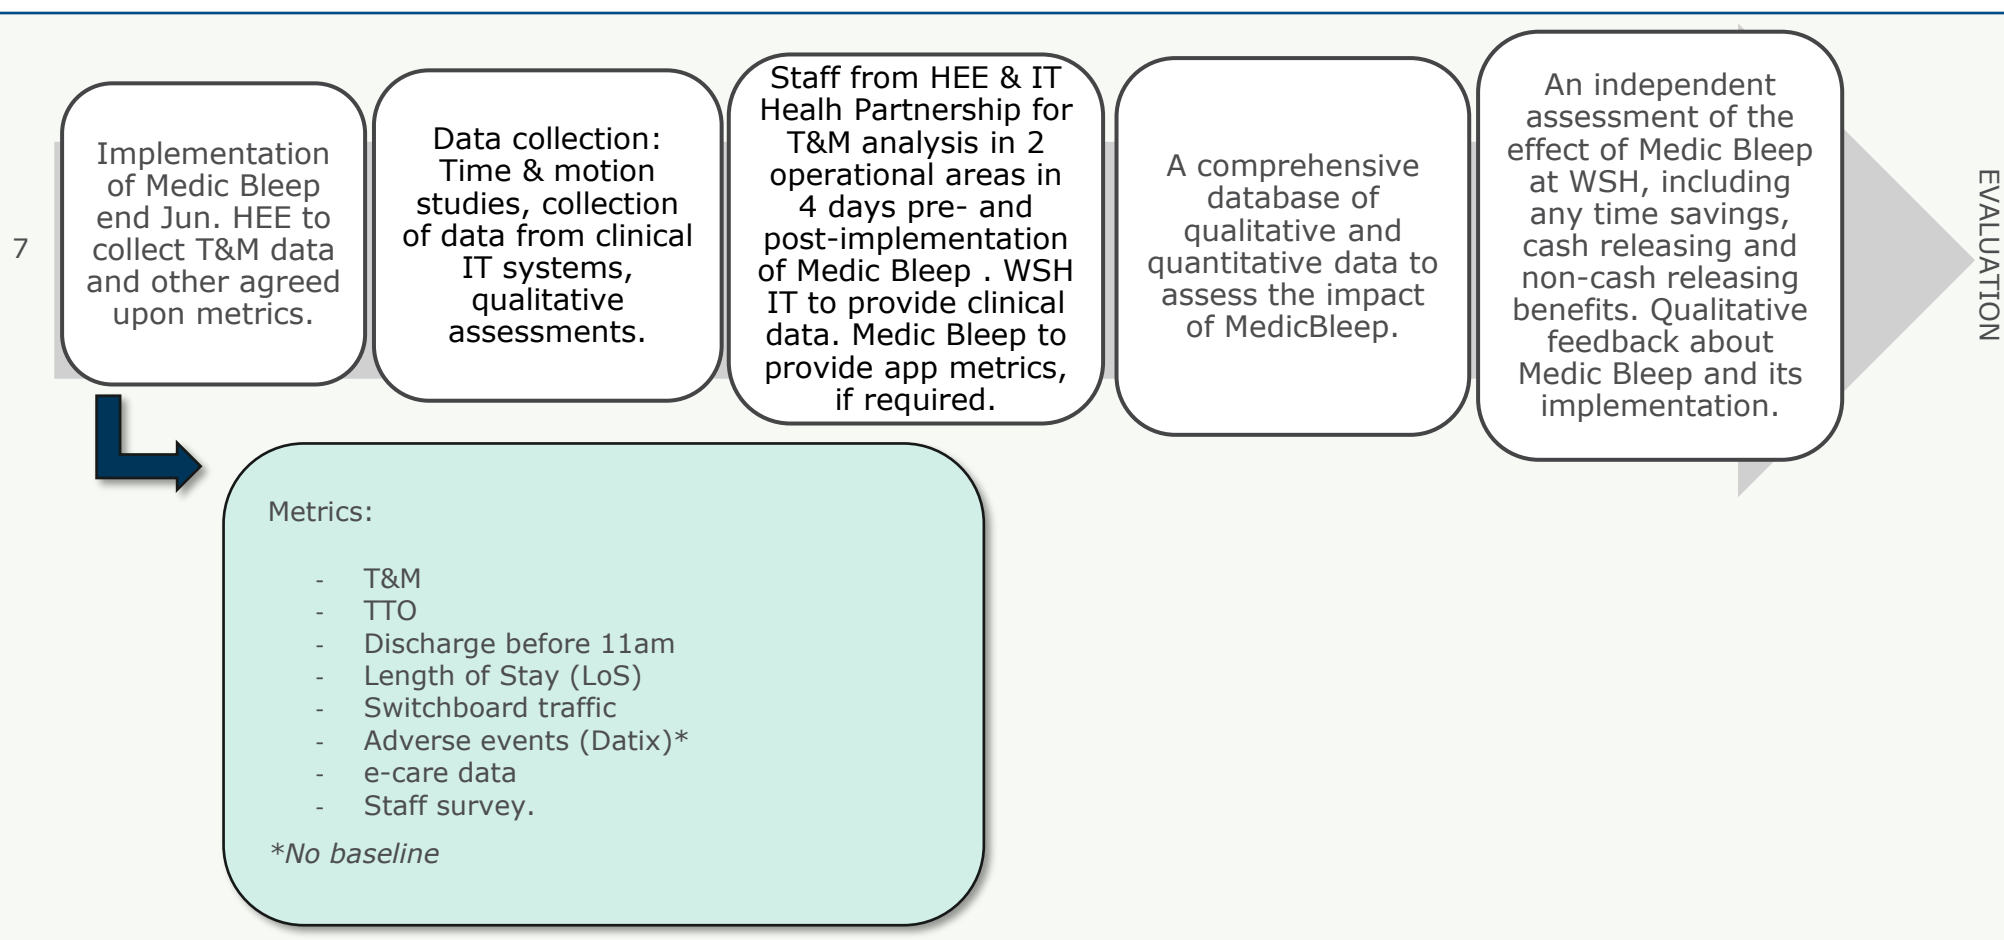 7
Implementation
of Medic Bleep
end Jun. HEE to
collect T&M data
and other agreed
upon metrics.
Data collection:
Time & motion
studies, collection
of data from clinical
IT systems,
qualitative
assessments.
Staff from HEE & IT
Healh Partnership for
T&M analysis in 2
operational areas in
4 days pre- and
post-implementation
of Medic Bleep . WSH
IT to provide clinical
data. Medic Bleep to
provide app metrics,
if required.
A comprehensive
database of
qualitative and
quantitative data to
assess the impact
of MedicBleep.
An independent
assessment of the
effect of Medic Bleep
at WSH, including
any time savings,
cash releasing and
non-cash releasing
benefits. Qualitative
feedback about
Medic Bleep and its
implementation.
EVALUATION
Metrics:
- T&M
- TTO
- Discharge before 11am
- Length of Stay (LoS)
- Switchboard traffic
- Adverse events (Datix)*
- e-care data
- Staff survey.
*No baseline